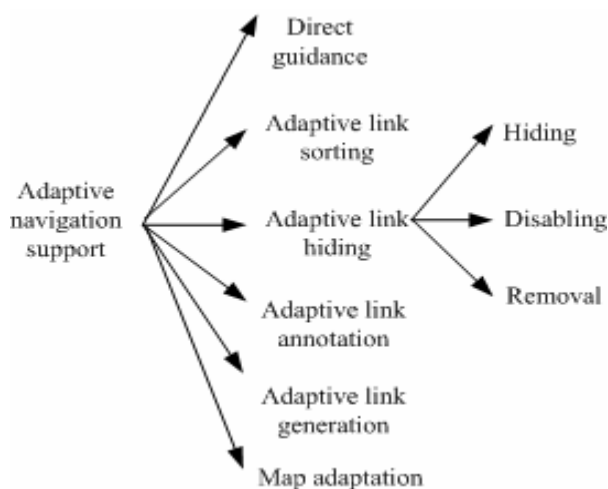 Direct
guidance
Adaptive link
sorting
Hiding
Adaptive
navigation
support
Adaptive link
hiding
Disabling
Removal
Adaptive link
annotation
Adaptive link
generation
Map adaptation